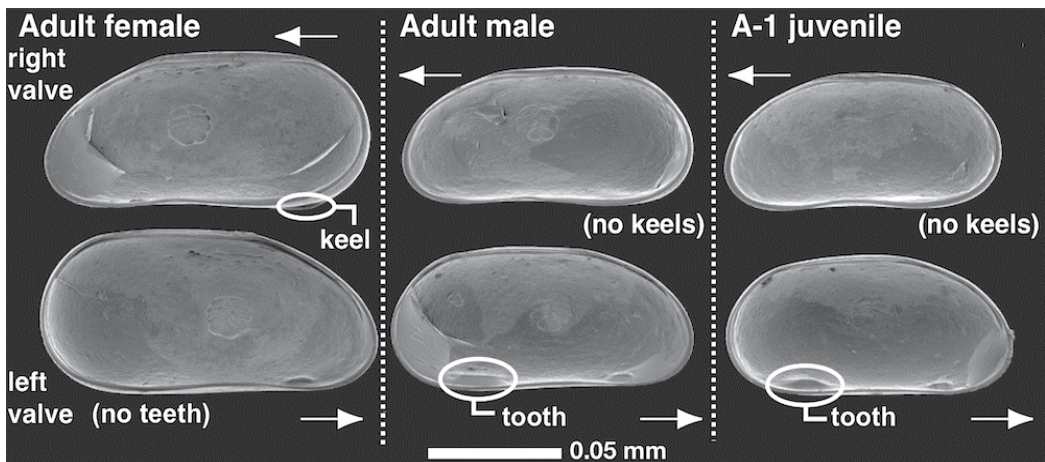 Adult female
right
valve
keel
left
valve (no teeth)
Adult male
(no keels)
tooth
0.05 mm
A-1 juvenile
(no keels)
tooth